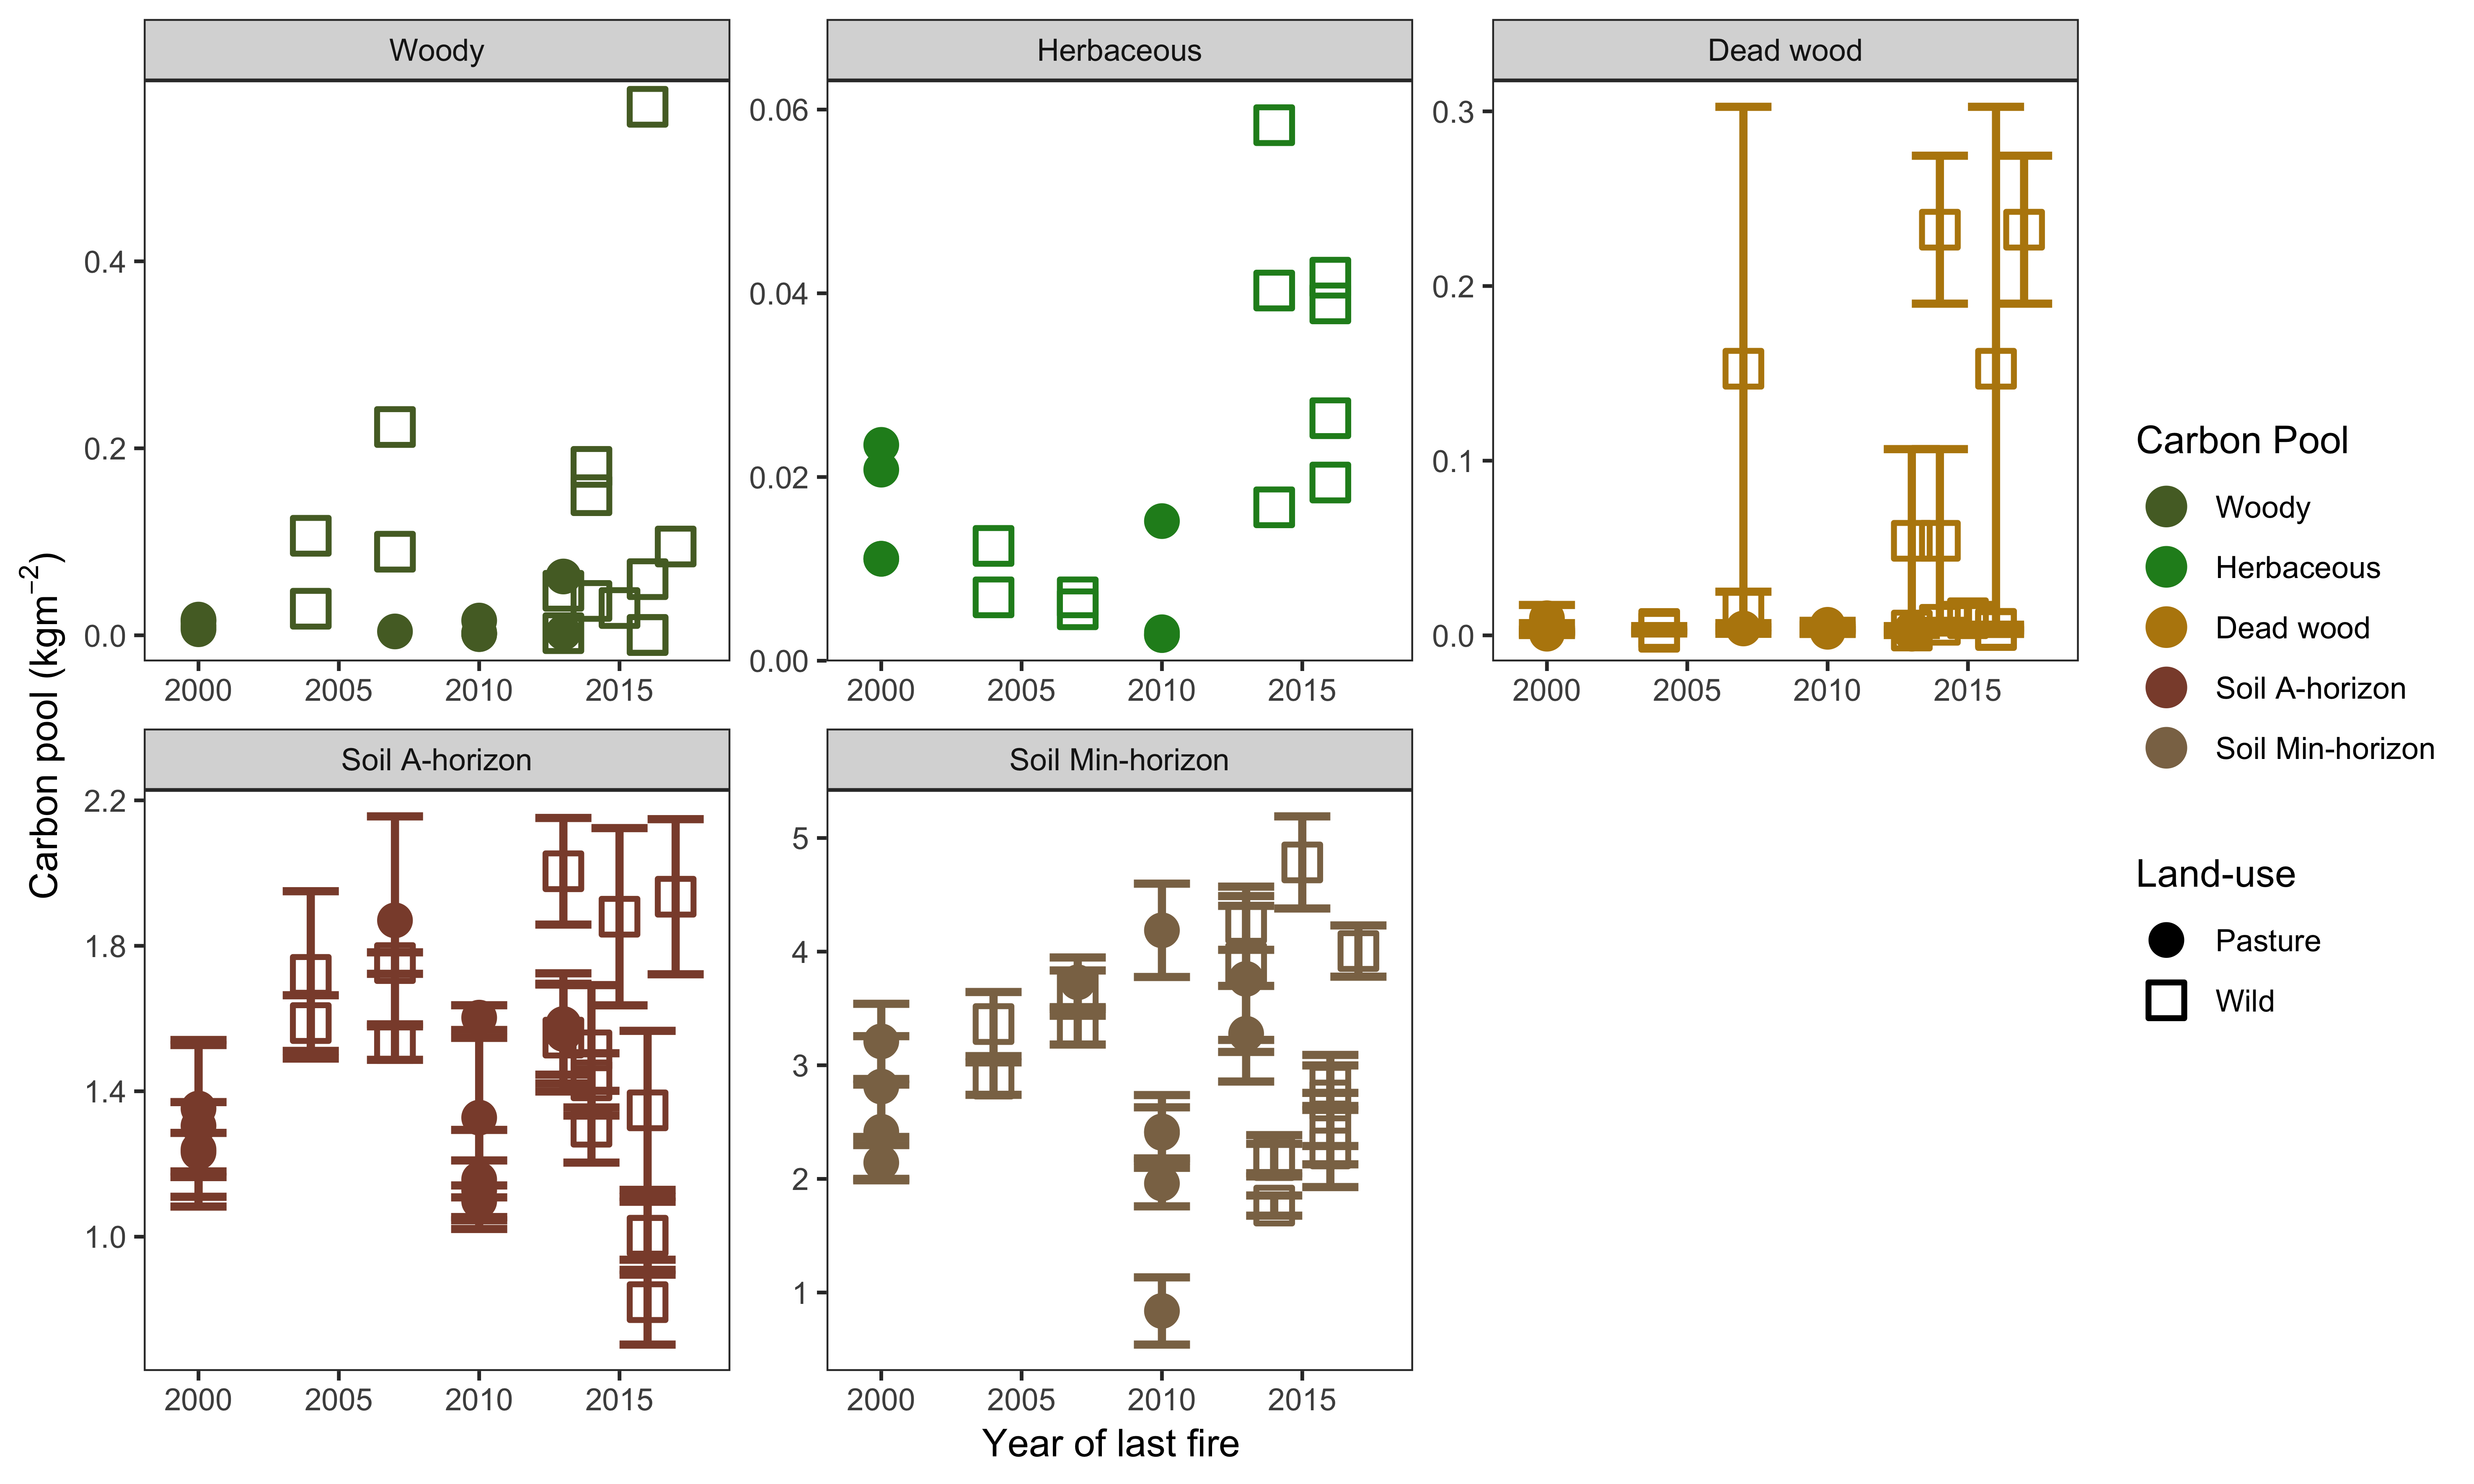 Woody
Herbaceous
Dead wood
0.4
0.2
0.0
2000 2005 2010 2015
0.06
0.04
0.02
0.00
2000 2005 2010 2015
0.3
0.2
0.1
0.0
2000 2005 2010 2015
Carbon pool (kgm−2)
Soil A-horizon
Soil Min-horizon
2.2
1.8
1.4
1.0
2000 2005 2010 2015
5
4
3
2
1
2000 2005 2010 2015
Year of last fire
Carbon Pool
Woody
Herbaceous
Dead wood
Soil A-horizon
Soil Min-horizon
Land-use
Pasture
Wild